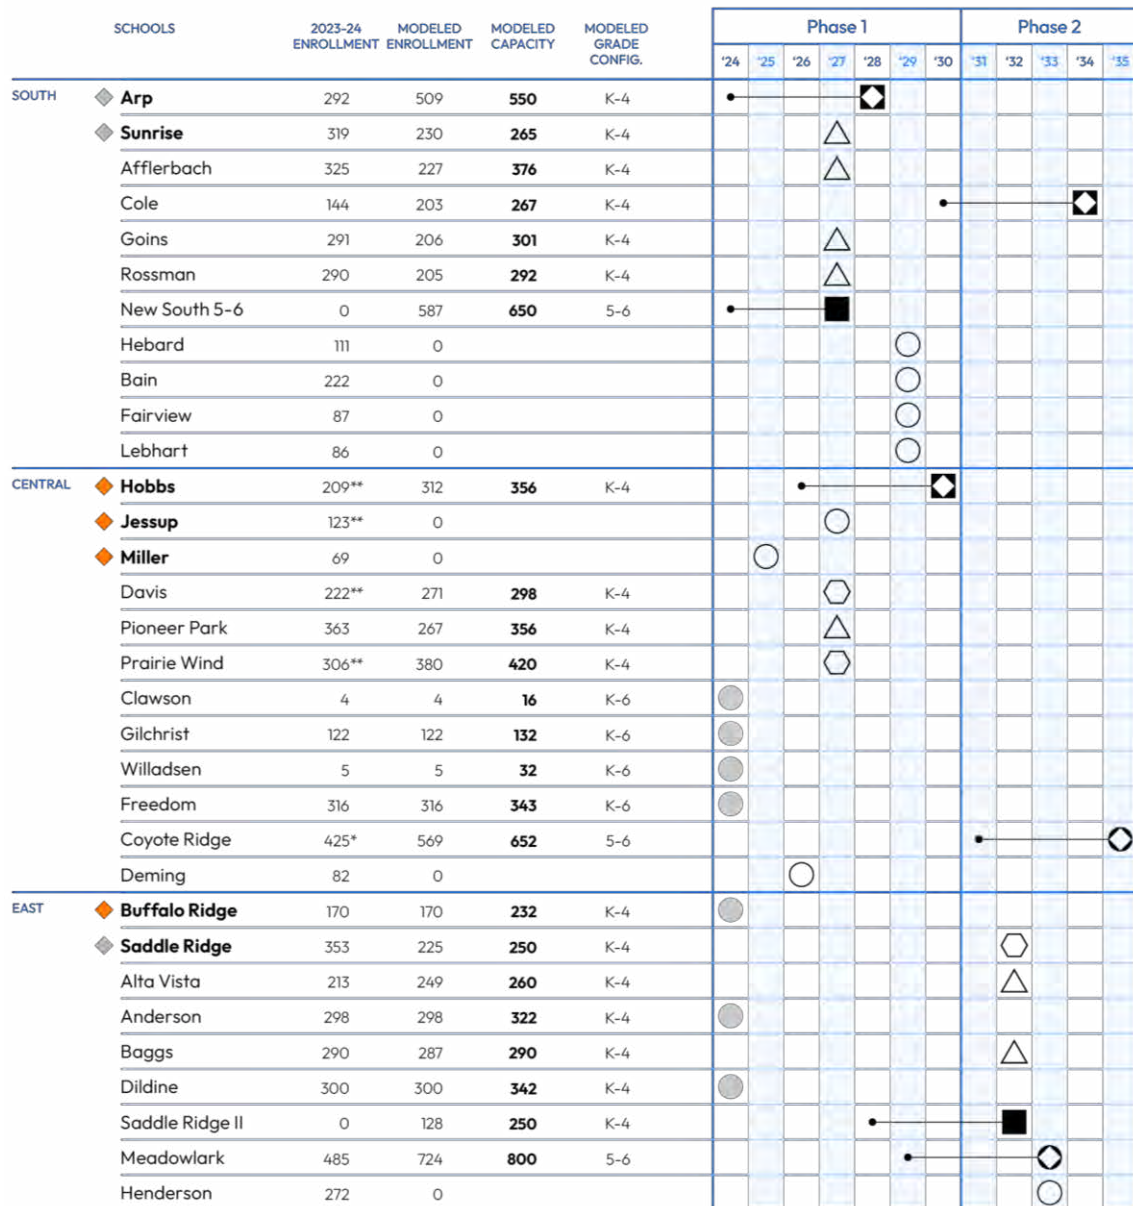 Phase 1 Phase 2
SCHOOLS 2023-24 ENROLLMENT MODELED ENROLLMENT MODELED CAPACITY MODELED GRADE CONFIG.
'24 '25 '26 '27 '28 '29 '30 '31 '32 '33 '34 '35
SOUTH Arp 292 509 550 K-4
Sunrise 319 230 265 K-4
Afflerbach 325 227 376 K-4
Cole 144 203 267 K-4
Goins 291 206 301 K-4
Rossman 290 205 292 K-4
New South 5-6 0 587 650 5-6
Hebard 111 0
Bain 222 0
Fairview 87 0
Lebhart 86 0
CENTRAL Hobbs 209** 312 356 K-4
Jessup 123** 0
Miller 69 0
Davis 222** 271 298 K-4
Pioneer Park 363 267 356 K-4
Prairie Wind 306** 380 420 K-4
Clawson 4 4 16 K-6
Gilchrist 122 122 132 K-6
Willadsen 5 5 32 K-6
Freedom 316 316 343 K-6
Coyote Ridge 425* 569 652 5-6
Deming 82 0
EAST Buffalo Ridge 170 170 232 K-4
Saddle Ridge 353 225 250 K-4
Alta Vista 213 249 260 K-4
Anderson 298 298 322 K-4
Baggs 290 287 290 K-4
Dildine 300 300 342 K-4
Saddle Ridge II 0 128 250 K-4
Meadowlark 485 724 800 5-6
Henderson 272 0